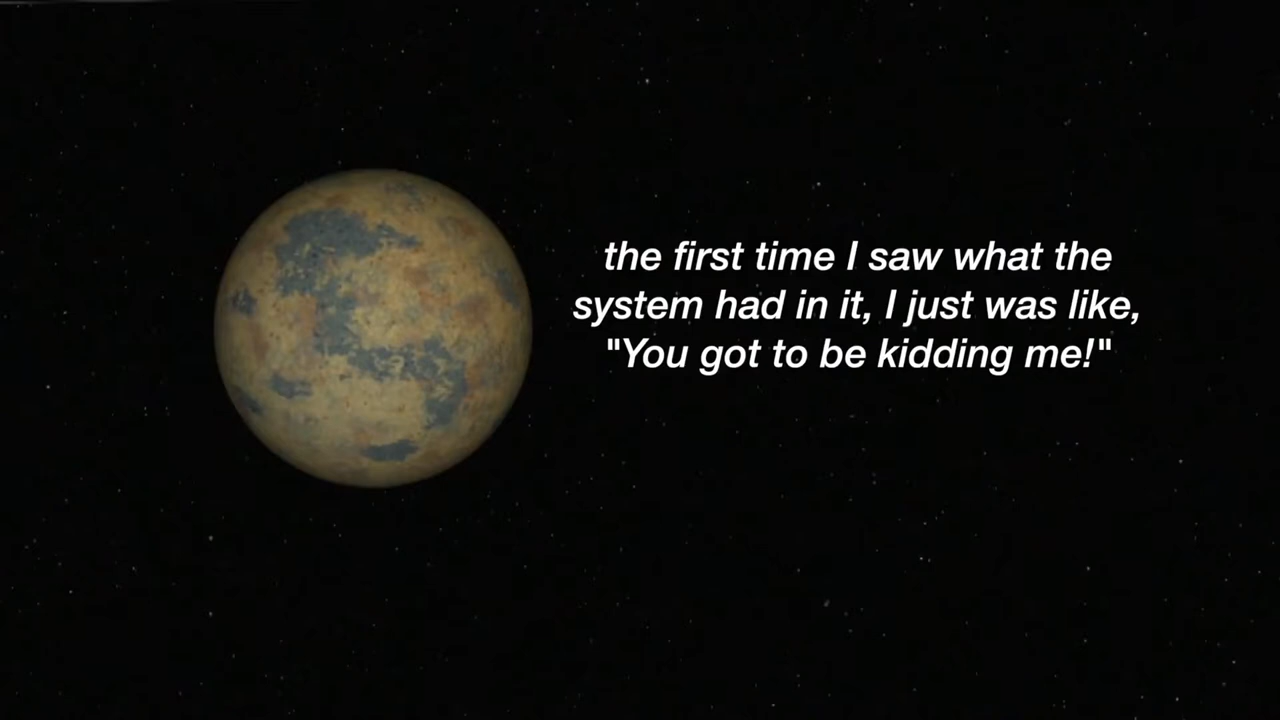 the first time I saw what the
system had in it, I just was like,
"You got to be kidding me!"